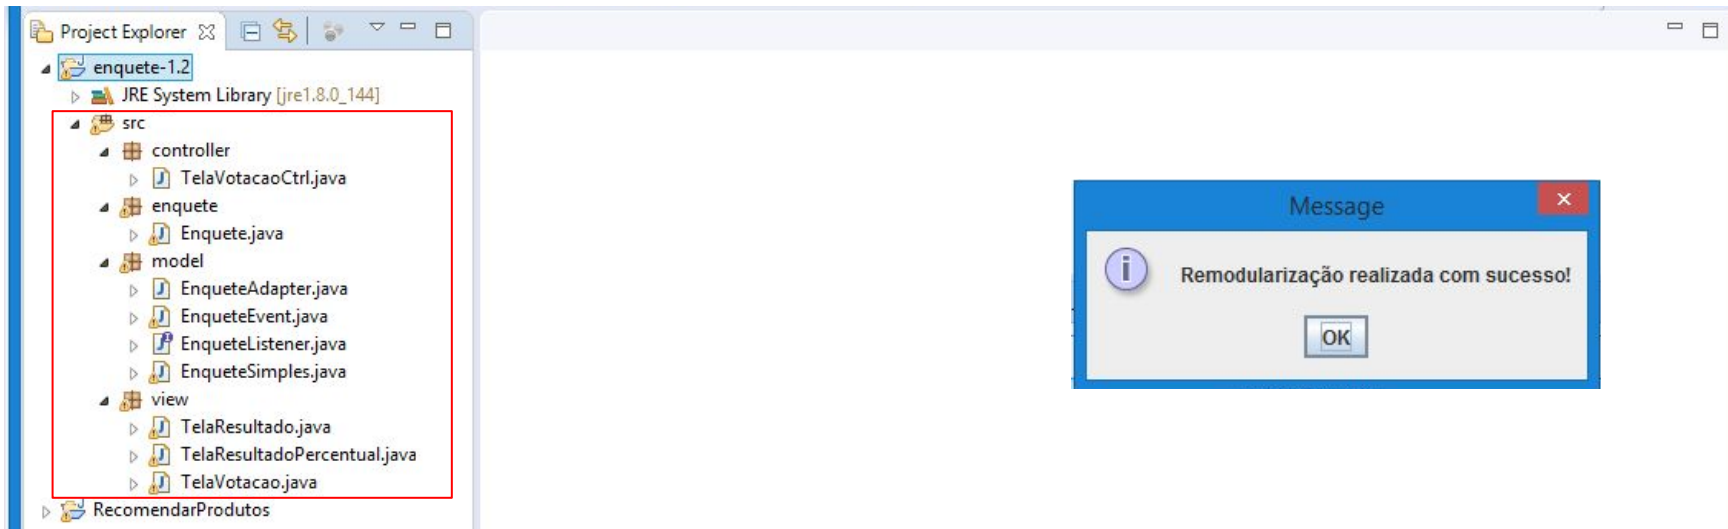 Project Explorer
enquete-1.2
JRE System Library [jre1.8.0_144]
src
controller
TelaVotacaoCtrl.java
enquete
Enquete.java
model
EnqueteAdapter.java
EnqueteEvent.java
EnqueteListener.java
EnqueteSimples.java
view
TelaResultado.java
TelaResultadoPercentual.java
TelaVotacao.java
RecomendarProdutos
Message
Remodularização realizada com sucesso!
OK